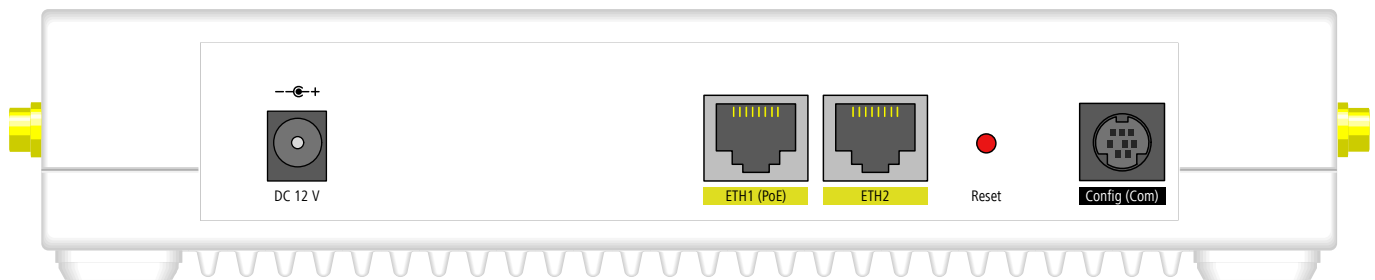 DC 12 V
ETH1 (PoE)
ETH2
Reset
Config (Com)